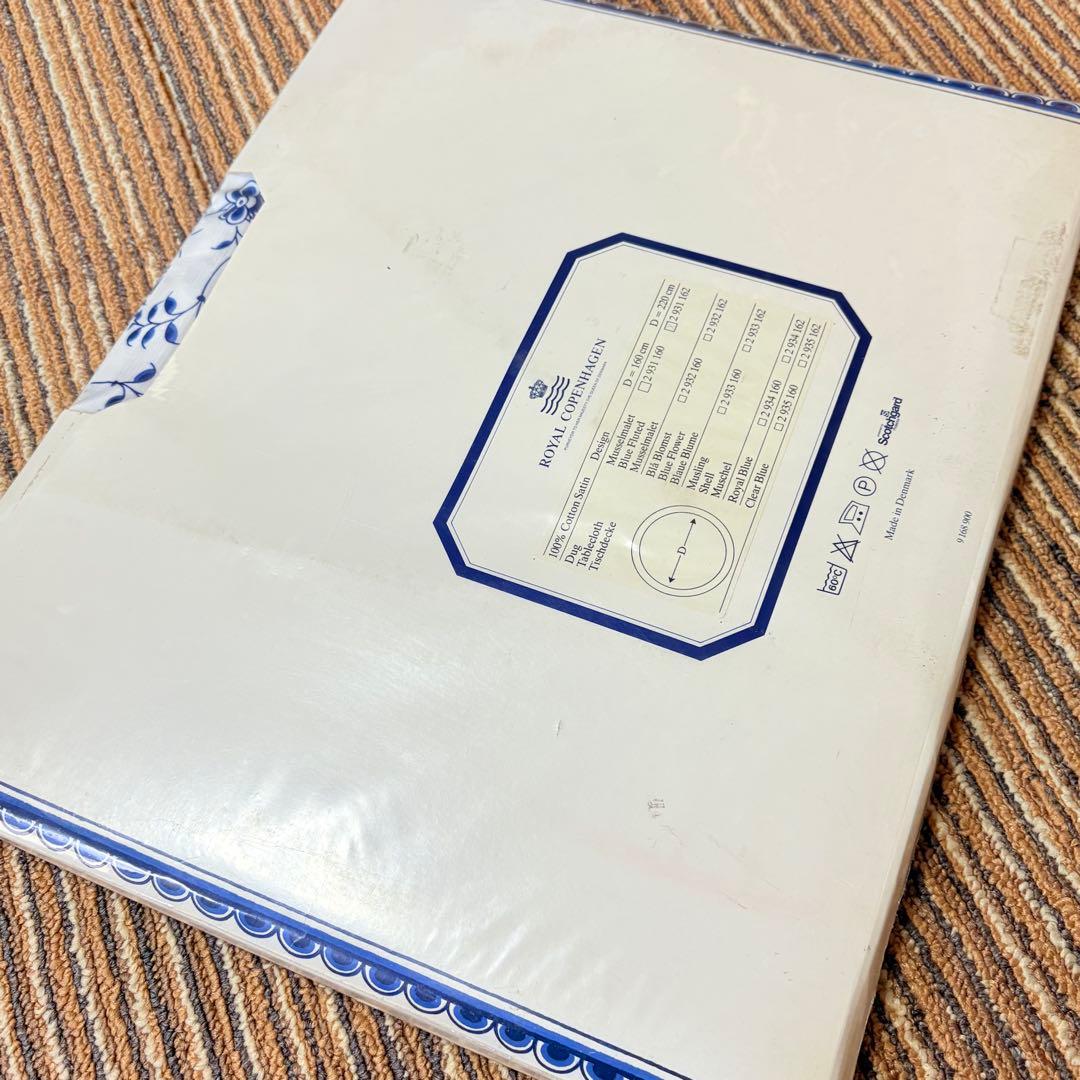 ROYAL COPENHAGEN
100% Cotton Satin
Dug
Tablecloth
Tischdecke
Design D = 160 cm D = 220 cm
Musselmalet □ 2 931 160 □ 2 931 162
Blue Fluted
Musselmalet
Blå Blomst □ 2 932 160 □ 2 932 162
Blue Flower
Blaue Blume
Musling □ 2 933 160 □ 2 933 162
Shell
Muschel
Royal Blue □ 2 934 160 □ 2 934 162
Clear Blue □ 2 935 160 □ 2 935 162
D
60°C
P
Scotchgard
Made in Denmark
9 168 900